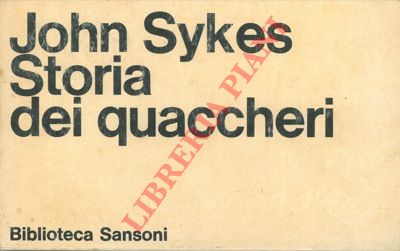 John Sykes
Storia
dei quaccheri
LIBRERIA PIANI
Biblioteca Sansoni